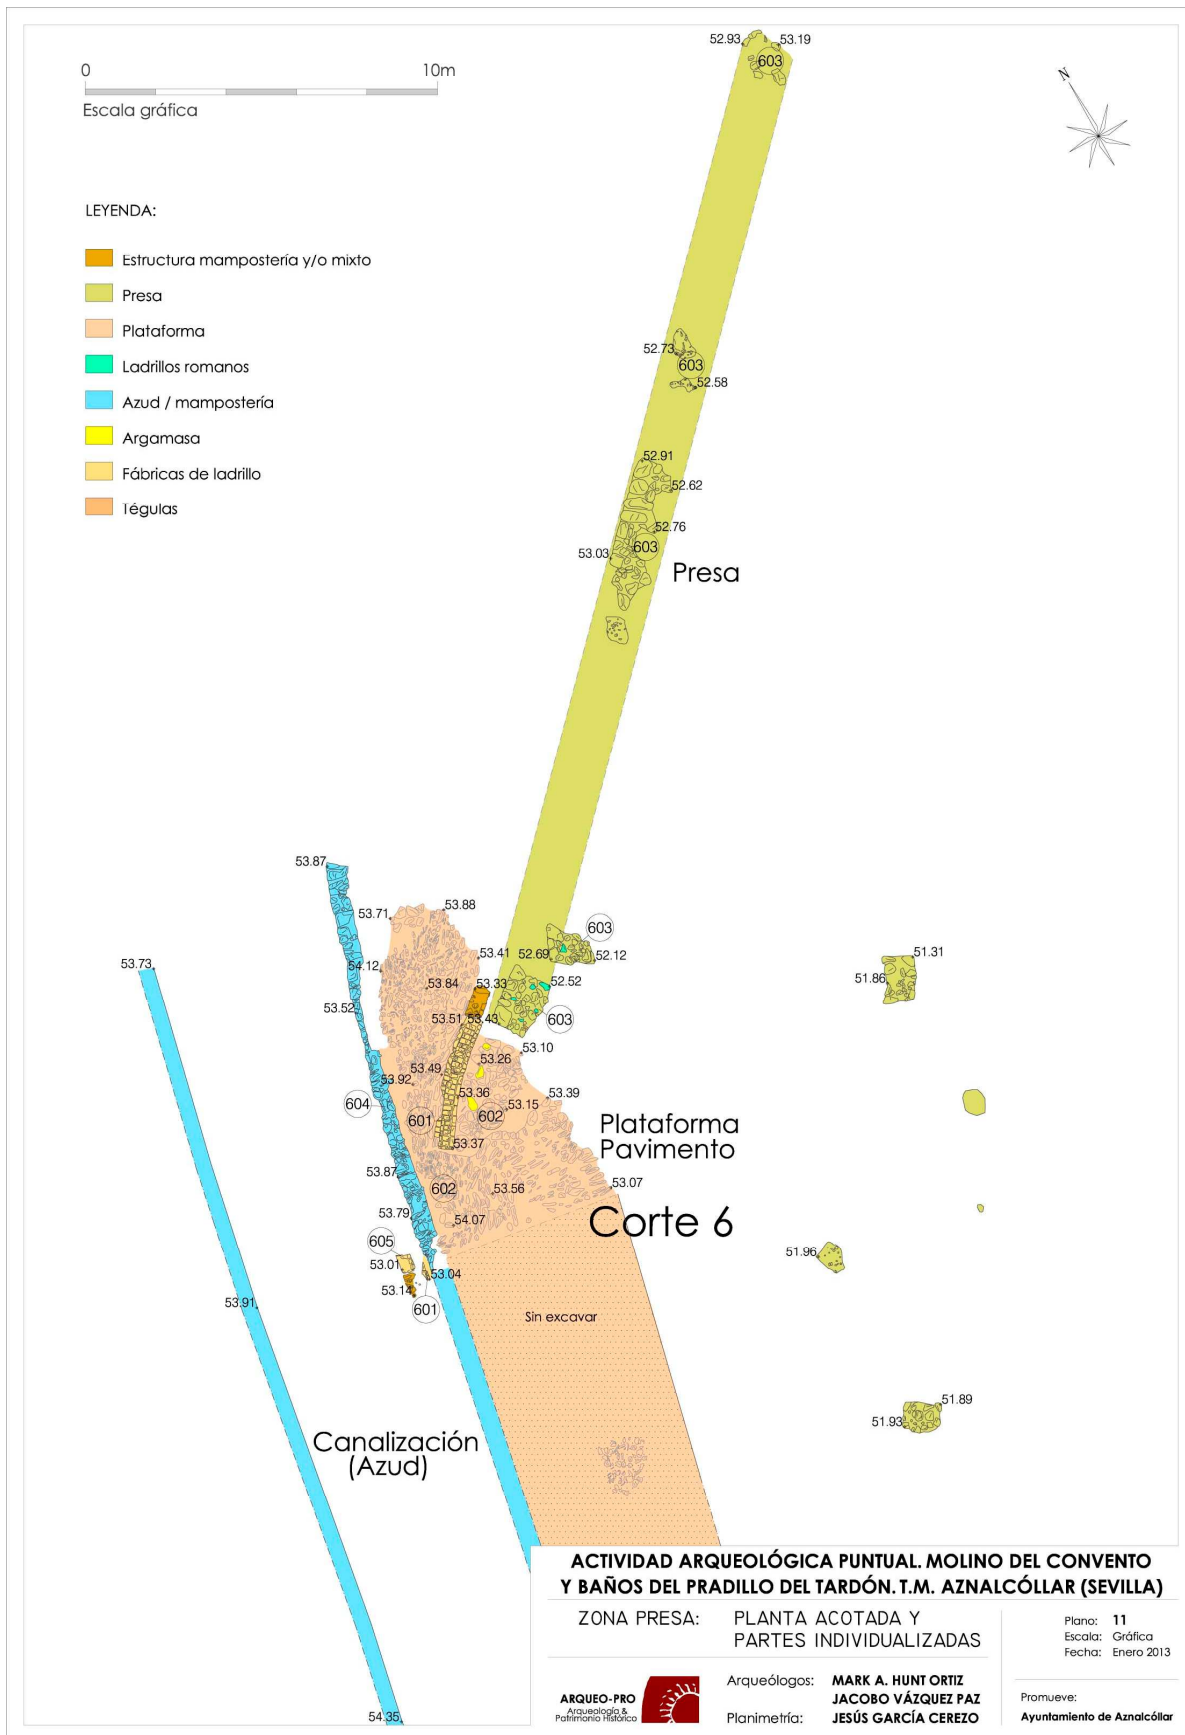 0 10m
Escala gráfica
N
LEYENDA:
Estructura mampostería y/o mixto
Presa
Plataforma
Ladrillos romanos
Azud / mampostería
Argamasa
Fábricas de ladrillo
Tégulas
52.93 53.19
603
52.73
603
52.58
52.91
52.62
52.76
53.03 603
Presa
53.87
53.71 53.88
603
53.41 52.69 52.12
53.73 54.12
53.84 53.33 52.52
51.31
51.86
53.52
53.51 53.43 603
53.10
53.26
53.92 53.49
53.36 53.39
604
601 602 53.15
Plataforma
Pavimento
53.37
53.87 602 53.56 53.07
53.79 54.07
Corte 6
605
53.01 53.04
53.14
601
51.96
53.91
Sin excavar
51.89
51.93
Canalización
(Azud)
54.35
ACTIVIDAD ARQUEOLÓGICA PUNTUAL. MOLINO DEL CONVENTO
Y BAÑOS DEL PRADILLO DEL TARDÓN. T.M. AZNALCÓLLAR (SEVILLA)
ZONA PRESA: PLANTA ACOTADA Y
PARTES INDIVIDUALIZADAS
Plano: 11
Escala: Gráfica
Fecha: Enero 2013
ARQUEO-PRO
Arqueología &
Patrimonio Histórico
Arqueólogos: MARK A. HUNT ORTIZ
JACOBO VÁZQUEZ PAZ
Planimetría: JESÚS GARCÍA CEREZO
Promueve:
Ayuntamiento de Aznalcóllar